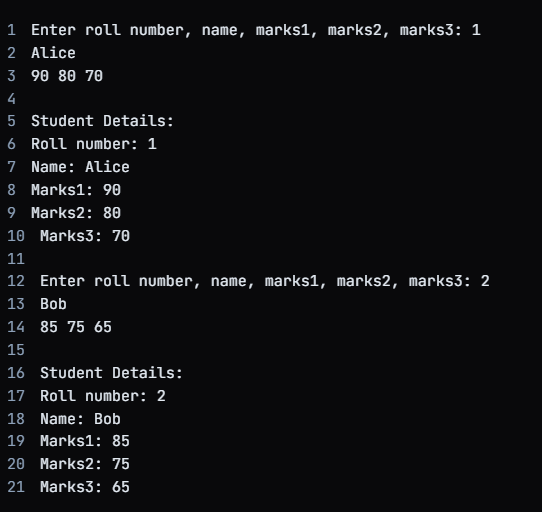 1 Enter roll number, name, marks1, marks2, marks3: 1
2 Alice
3 90 80 70
4
5 Student Details:
6 Roll number: 1
7 Name: Alice
8 Marks1: 90
9 Marks2: 80
10 Marks3: 70
11
12 Enter roll number, name, marks1, marks2, marks3: 2
13 Bob
14 85 75 65
15
16 Student Details:
17 Roll number: 2
18 Name: Bob
19 Marks1: 85
20 Marks2: 75
21 Marks3: 65